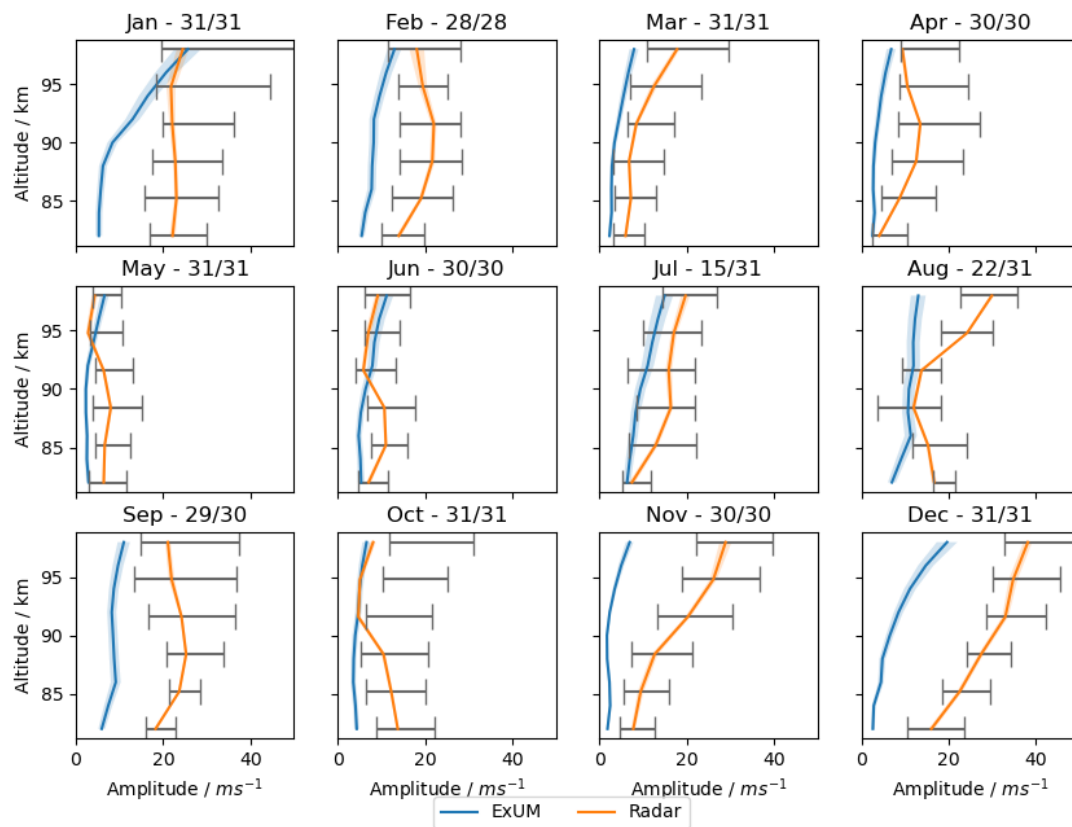 Jan - 31/31 Feb - 28/28 Mar - 31/31 Apr - 30/30
Altitude / km
95
90
85
May - 31/31 Jun - 30/30 Jul - 15/31 Aug - 22/31
Altitude / km
95
90
85
Sep - 29/30 Oct - 31/31 Nov - 30/30 Dec - 31/31
Altitude / km
95
90
85
0 20 40 0 20 40 0 20 40 0 20 40
Amplitude / ms⁻¹ Amplitude / ms⁻¹ Amplitude / ms⁻¹ Amplitude / ms⁻¹
ExUM Radar